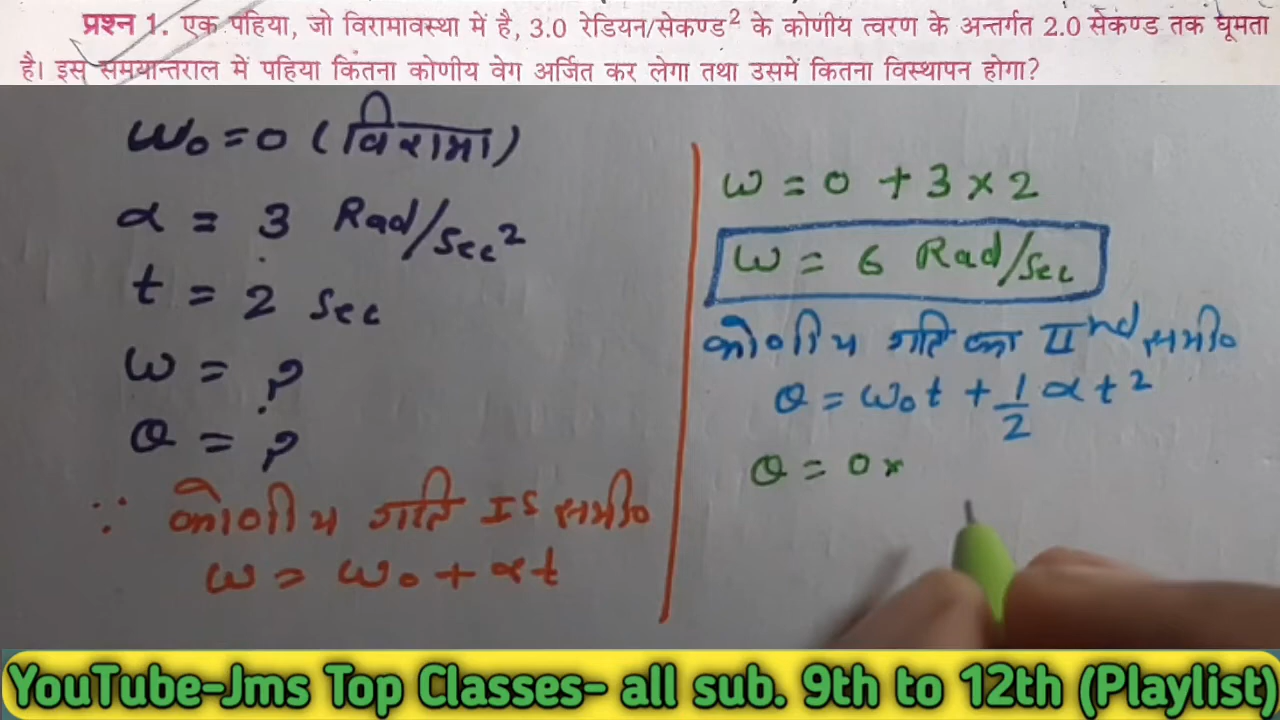 प्रश्न 1. एक पहिया, जो विरामावस्था में है, 3.0 रेडियन/सेकण्ड² के कोणीय त्वरण के अन्तर्गत 2.0 सेकण्ड तक घूमता
है। इस समयान्तराल में पहिया कितना कोणीय वेग अर्जित कर लेगा तथा उसमें कितना विस्थापन होगा?
ω₀ = 0 (विरामा)
α = 3 Rad/Sec²
t = 2 Sec
ω = ?
θ = ?
∵ कोणीय गति Is समी०
ω = ω₀ + αt
ω = 0 + 3 × 2
ω = 6 Rad/Sec
कोणीय गति का IInd समी०
θ = ω₀t + 1/2 αt²
θ = 0 ×
YouTube-Jms Top Classes- all sub. 9th to 12th (Playlist)